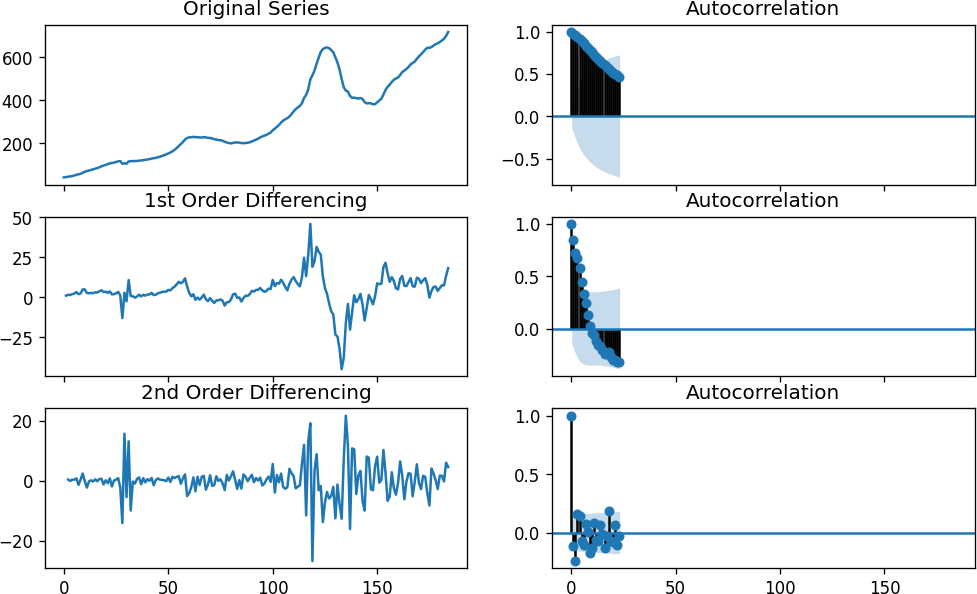 Original Series
Autocorrelation
600
400
200
1.0
0.5
0.0
−0.5
1st Order Differencing
Autocorrelation
50
25
0
−25
1.0
0.5
0.0
2nd Order Differencing
Autocorrelation
20
0
−20
1.0
0.5
0.0
0 50 100 150
0 50 100 150